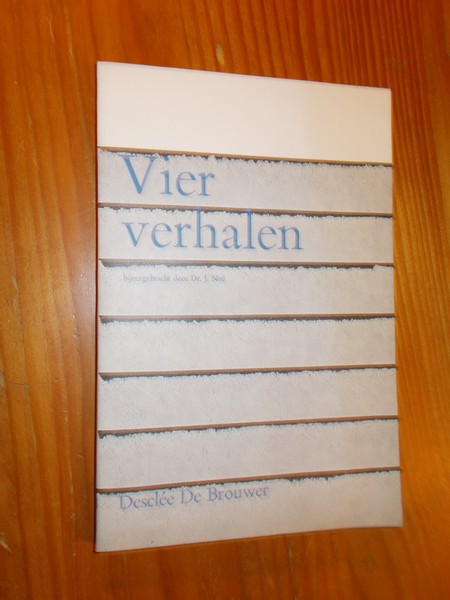 Vier
verhalen
bijeengebracht door Dr. J. Noë
Desclée De Brouwer